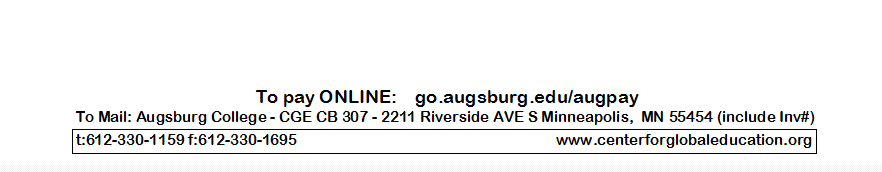 To pay ONLINE: go.augsburg.edu/augpay
To Mail: Augsburg College - CGE CB 307 - 2211 Riverside AVE S Minneapolis, MN 55454 (include Inv#)
t:612-330-1159 f:612-330-1695 www.centerforglobaleducation.org